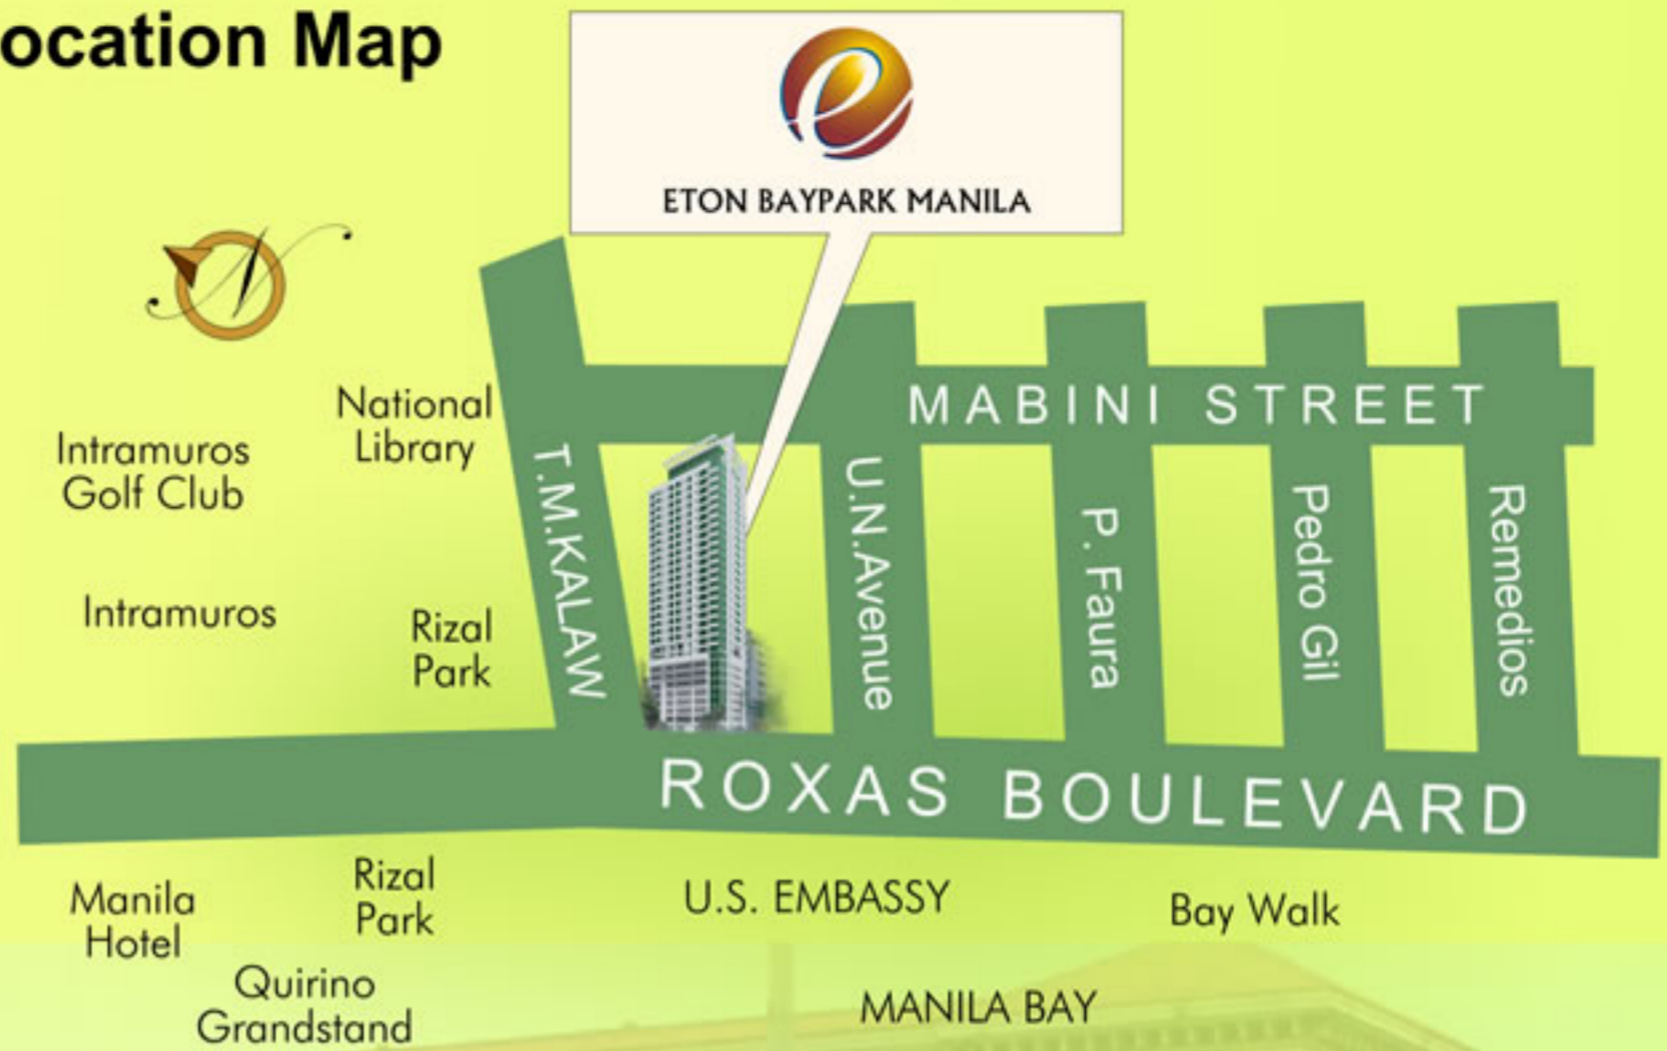 ocation Map
ETON BAYPARK MANILA
N
National
Library
Intramuros
Golf Club
MABINI STREET
T.M.KALAW
U.N.Avenue
P. Faura
Pedro Gil
Remedios
Intramuros
Rizal
Park
ROXAS BOULEVARD
Manila
Hotel
Rizal
Park
U.S. EMBASSY
Bay Walk
Quirino
Grandstand
MANILA BAY